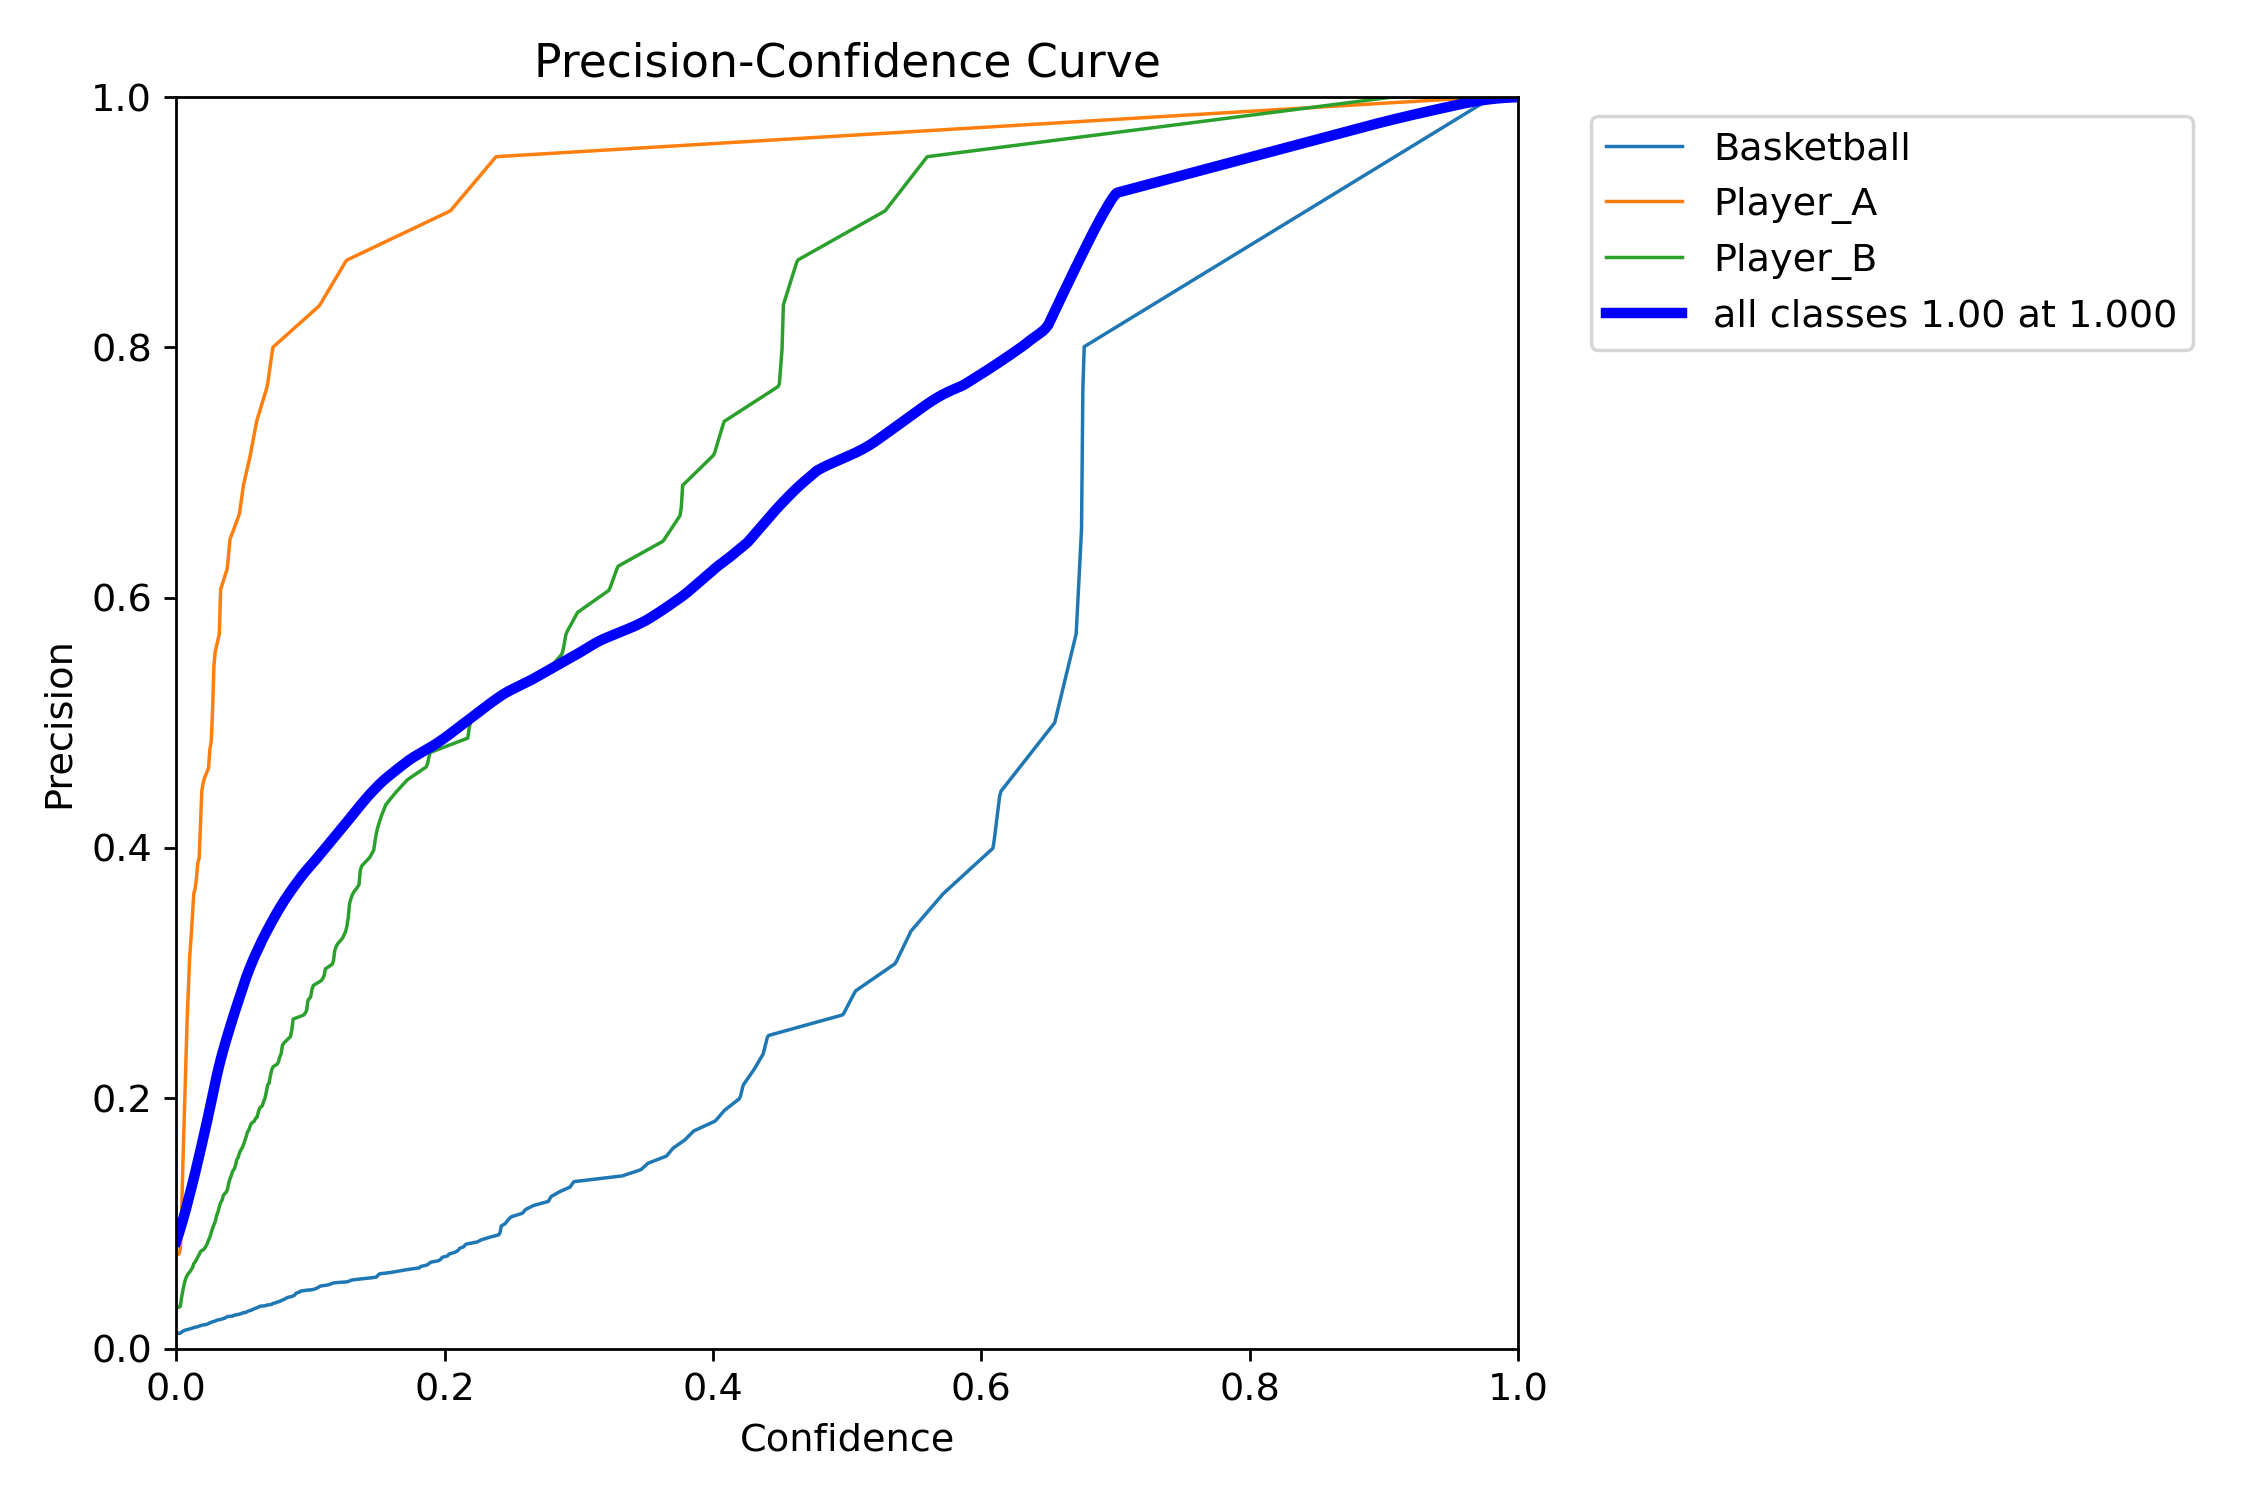 Precision-Confidence Curve
1.0
0.8
0.6
0.4
0.2
0.0
Precision
0.0 0.2 0.4 0.6 0.8 1.0
Confidence
Basketball
Player_A
Player_B
all classes 1.00 at 1.000